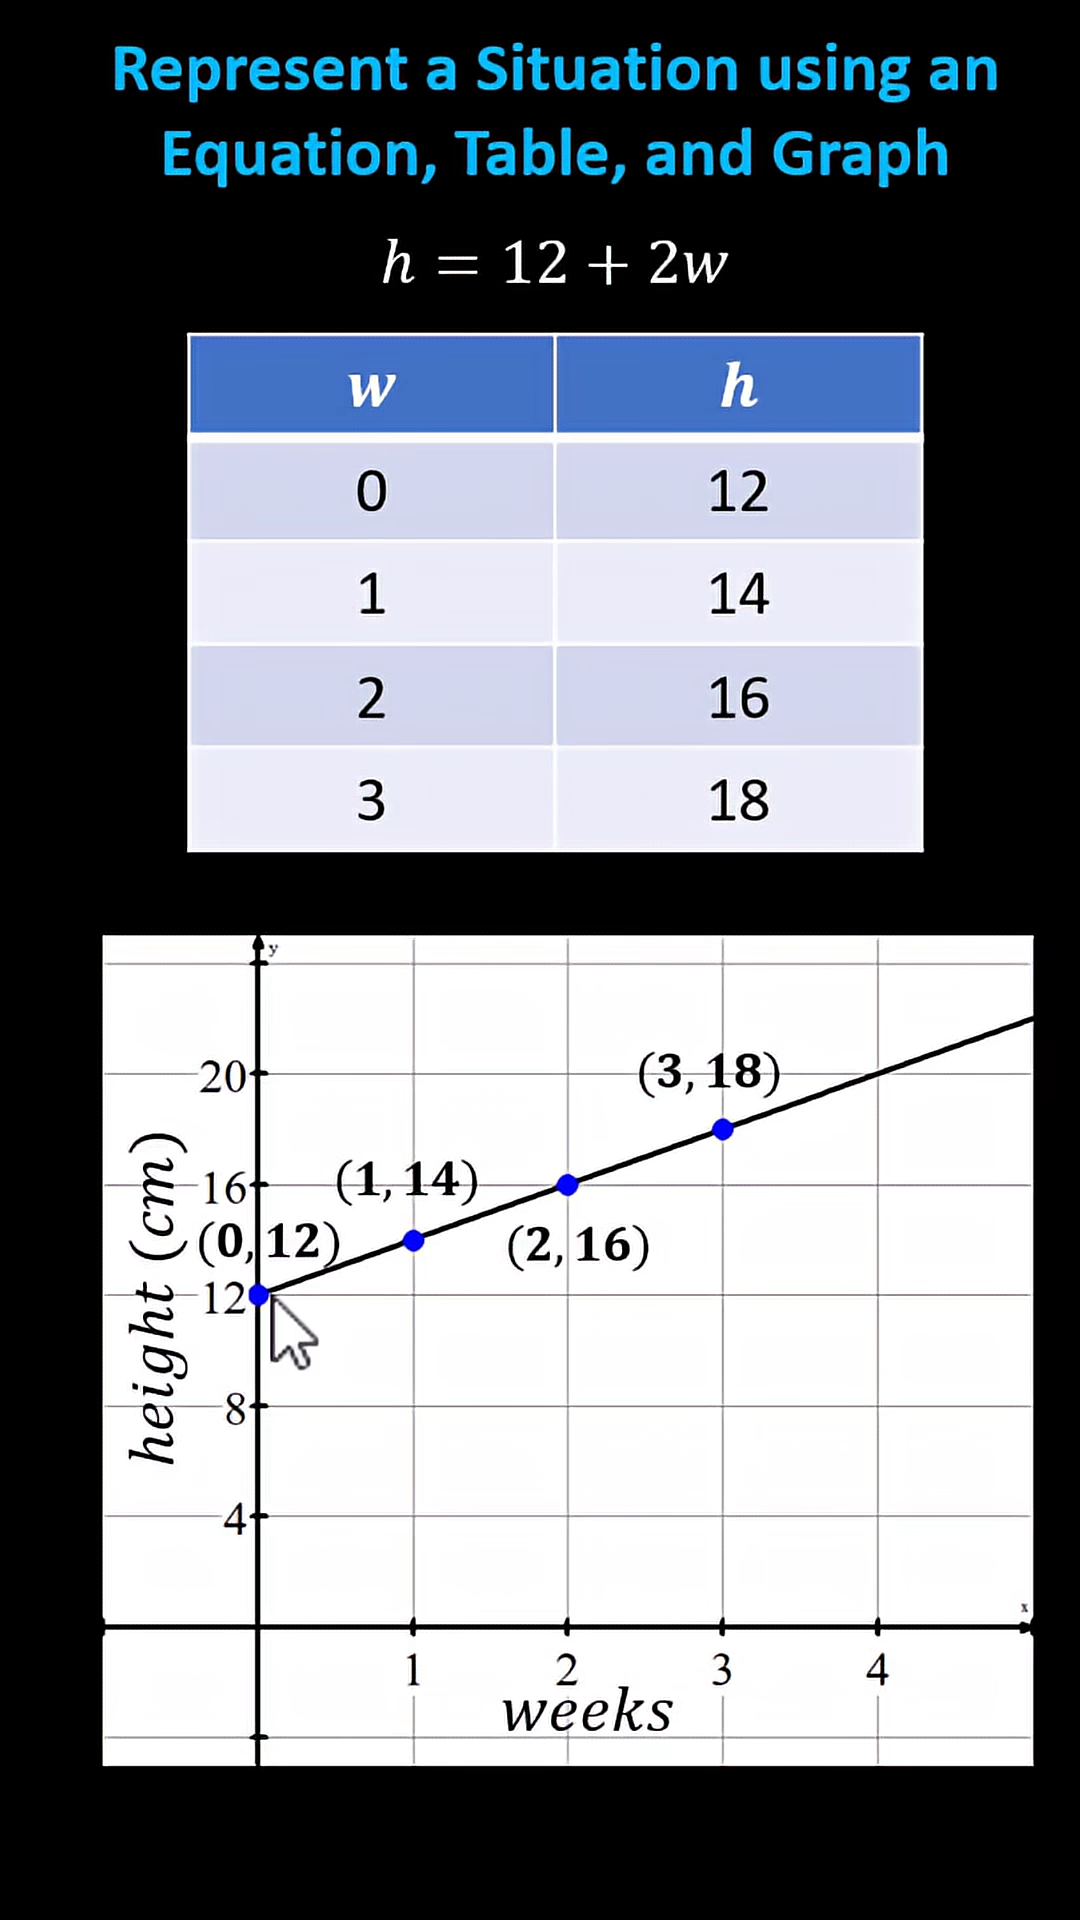 Represent a Situation using an
Equation, Table, and Graph
h = 12 + 2w
w h
0 12
1 14
2 16
3 18
y
20
(3, 18)
16
(1, 14)
(0, 12)
(2, 16)
12
8
4
height (cm)
x
1 2 3 4
weeks